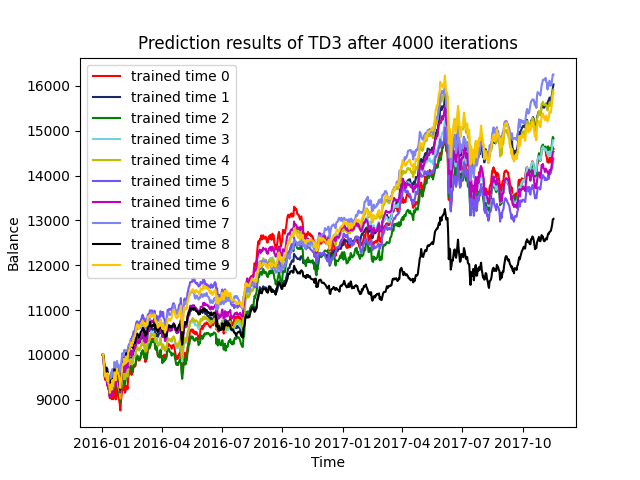 Prediction results of TD3 after 4000 iterations
trained time 0
trained time 1
trained time 2
trained time 3
trained time 4
trained time 5
trained time 6
trained time 7
trained time 8
trained time 9
16000
15000
14000
13000
12000
11000
10000
9000
Balance
2016-01 2016-04 2016-07 2016-10 2017-01 2017-04 2017-07 2017-10
Time